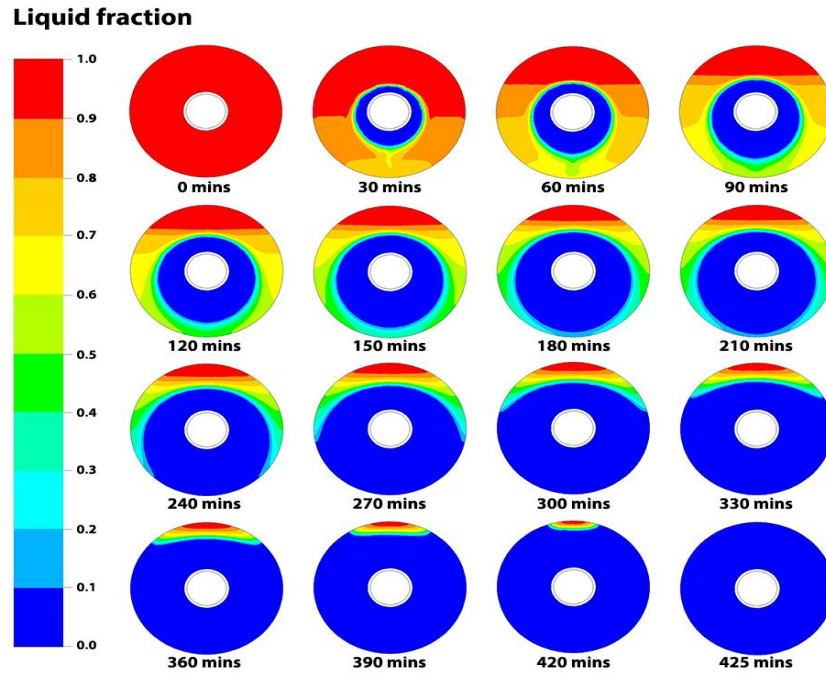 Liquid fraction
1.0
0.9
0.8
0.7
0.6
0.5
0.4
0.3
0.2
0.1
0.0
0 mins
30 mins
60 mins
90 mins
120 mins
150 mins
180 mins
210 mins
240 mins
270 mins
300 mins
330 mins
360 mins
390 mins
420 mins
425 mins